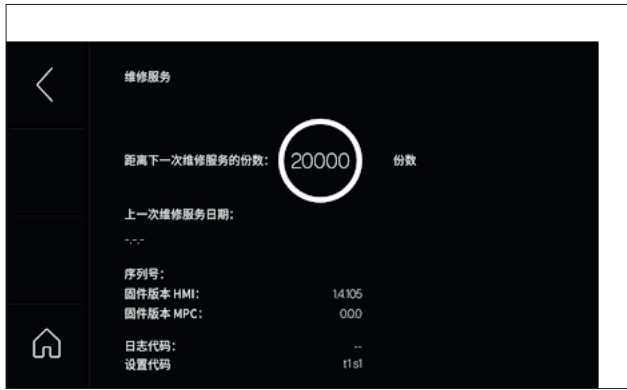 维修服务
距离下一次维修服务的份数： 20000 份数
上一次维修服务日期：
-.-.-
序列号：
固件版本 HMI： 1.4.105
固件版本 MPC： 0.0.0
日志代码： --
设置代码 t1 s1